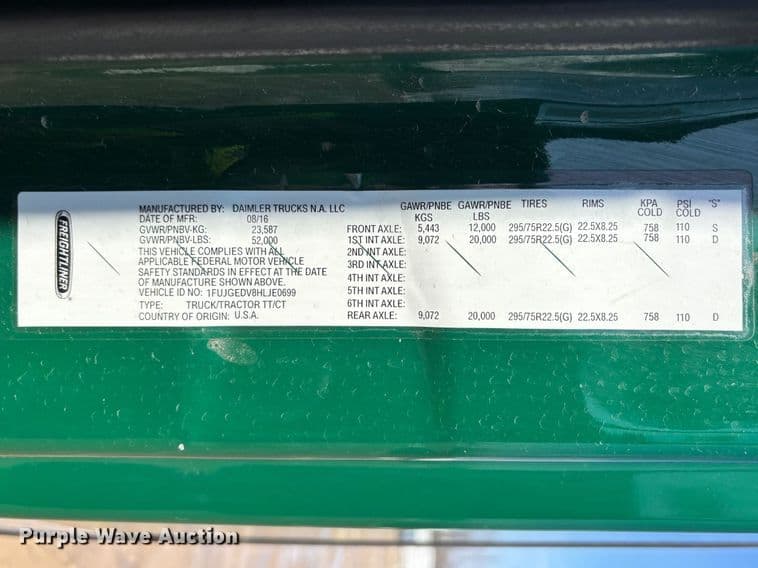 FREIGHTLINER
MANUFACTURED BY: DAIMLER TRUCKS N.A. LLC
DATE OF MFR: 08/16
GVWR/PNBV-KG: 23,587
GVWR/PNBV-LBS: 52,000
THIS VEHICLE COMPLIES WITH ALL
APPLICABLE FEDERAL MOTOR VEHICLE
SAFETY STANDARDS IN EFFECT AT THE DATE
OF MANUFACTURE SHOWN ABOVE.
VEHICLE ID NO: 1FUJGEDV8HLJE0699
TYPE: TRUCK/TRACTOR TT/CT
COUNTRY OF ORIGIN: U.S.A.
GAWR/PNBE GAWR/PNBE TIRES RIMS KPA PSI "S"
KGS LBS COLD COLD
FRONT AXLE: 5,443 12,000 295/75R22.5(G) 22.5X8.25 758 110 S
1ST INT AXLE: 9,072 20,000 295/75R22.5(G) 22.5X8.25 758 110 D
2ND INT AXLE:
3RD INT AXLE:
4TH INT AXLE:
5TH INT AXLE:
6TH INT AXLE:
REAR AXLE: 9,072 20,000 295/75R22.5(G) 22.5X8.25 758 110 D
Purple Wave Auction